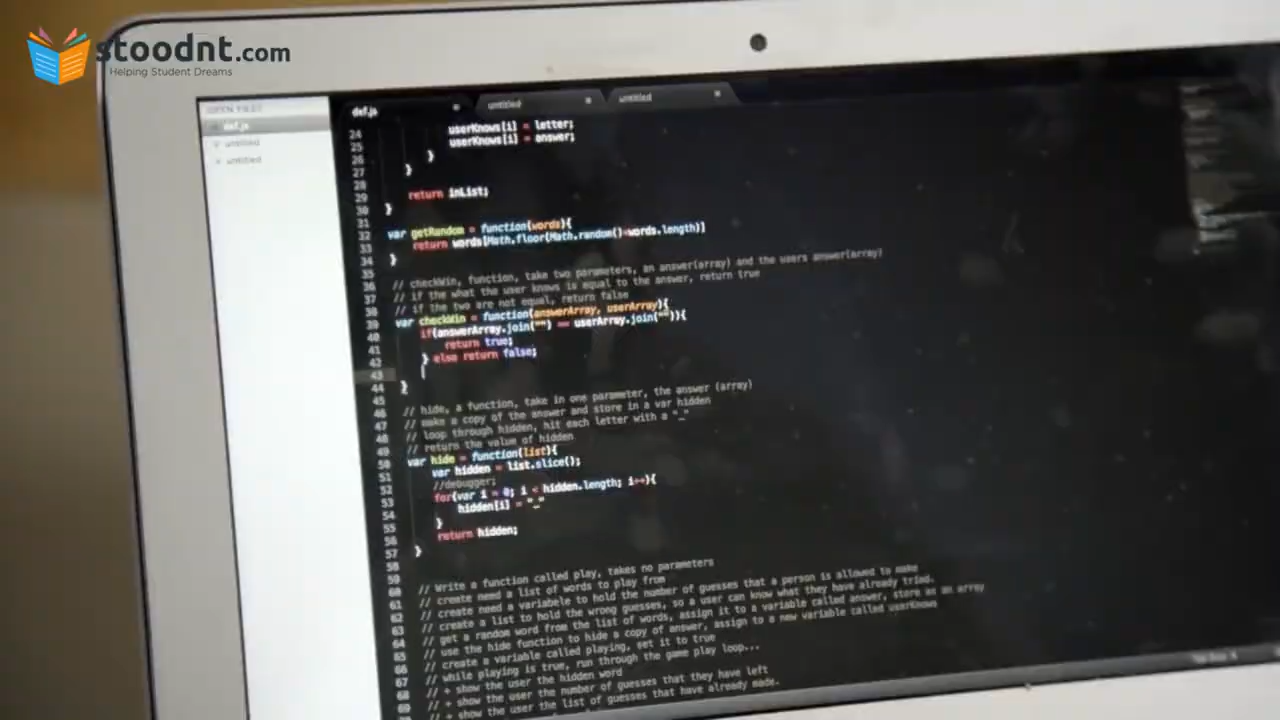 stoodnt.com
Helping Student Dreams
OPEN FILES
def.js
untitled
untitled
def.js
untitled
untitled
24 userKnows[i] = letter;
25 userKnows[i] = answer;
26 }
27 }
28
29 return inList;
30 }
31
32 var getRandom = function(words){
33 return words[Math.floor(Math.random()*words.length)]
34 }
35
36 // checkWin, function, take two parameters, an answer(array) and the users answer(array)
37 // if the what the user knows is equal to the answer, return true
38 // if the two are not equal, return false
39 var checkWin = function(answerArray, userArray){
40 if(answerArray.join("") == userArray.join("")){
41 return true;
42 } else return false;
43
44 }
45
46 // hide, a function, take in one parameter, the answer (array)
47 // make a copy of the answer and store in a var hidden
48 // loop through hidden, hit each letter with a "_"
49 // return the value of hidden
50 var hide = function(list){
51 var hidden = list.slice();
52 //debugger;
53 for(var i = 0; i < hidden.length; i++){
54 hidden[i] = "_"
55 }
56 return hidden;
57 }
58
59
60 // Write a function called play, takes no parameters
61 // create need a list of words to play from
62 // create need a variabele to hold the number of guesses that a person is allowed to make
63 // create a list to hold the wrong guesses, so a user can know what they have already tried.
64 // get a random word from the list of words, assign it to a variable called answer, store as an array
65 // use the hide function to hide a copy of answer, assign to a new variable called userKnows
66 // create a variable called playing, set it to true
67 // while playing is true, run through the game play loop...
68 // + show the user the hidden word
// + show the user the number of guesses that they have left
// + show the user the list of guesses that have already made.